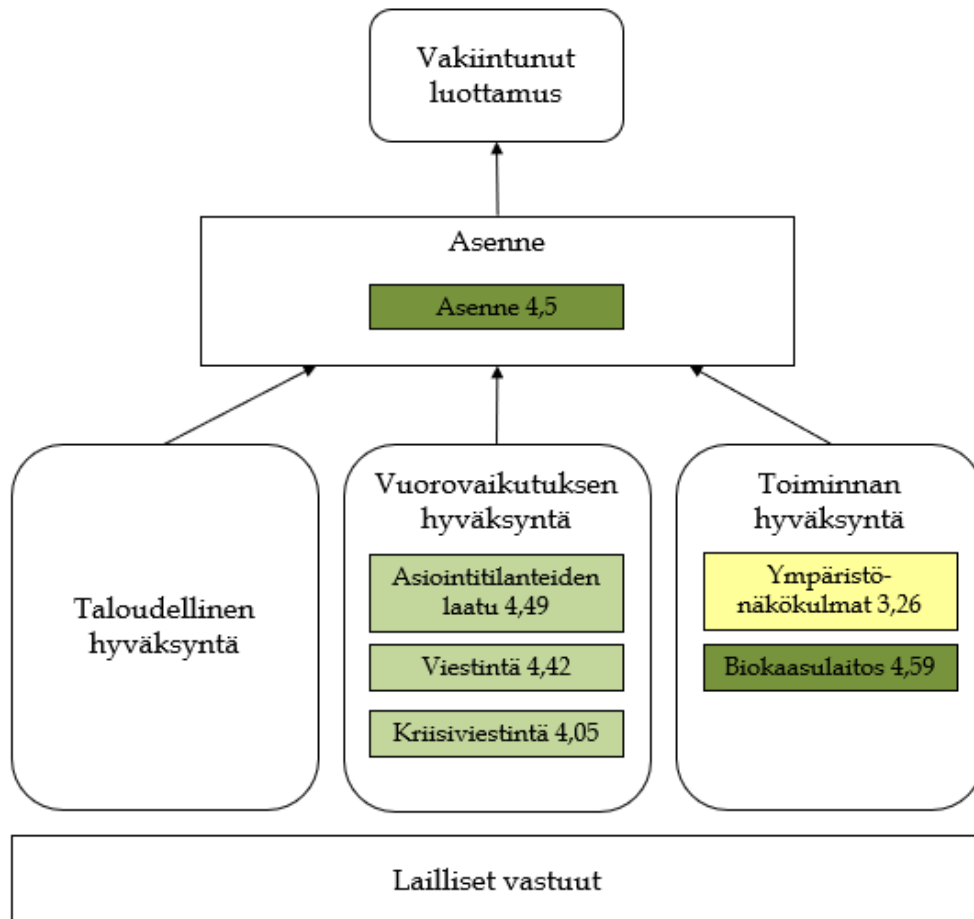 Vakiintunut
luottamus
Asenne
Asenne 4,5
Taloudellinen
hyväksyntä
Vuorovaikutuksen
hyväksyntä
Asiointitilanteiden
laatu 4,49
Viestintä 4,42
Kriisiviestintä 4,05
Toiminnan
hyväksyntä
Ympäristö-
näkökulmat 3,26
Biokaasulaitos 4,59
Lailliset vastuut